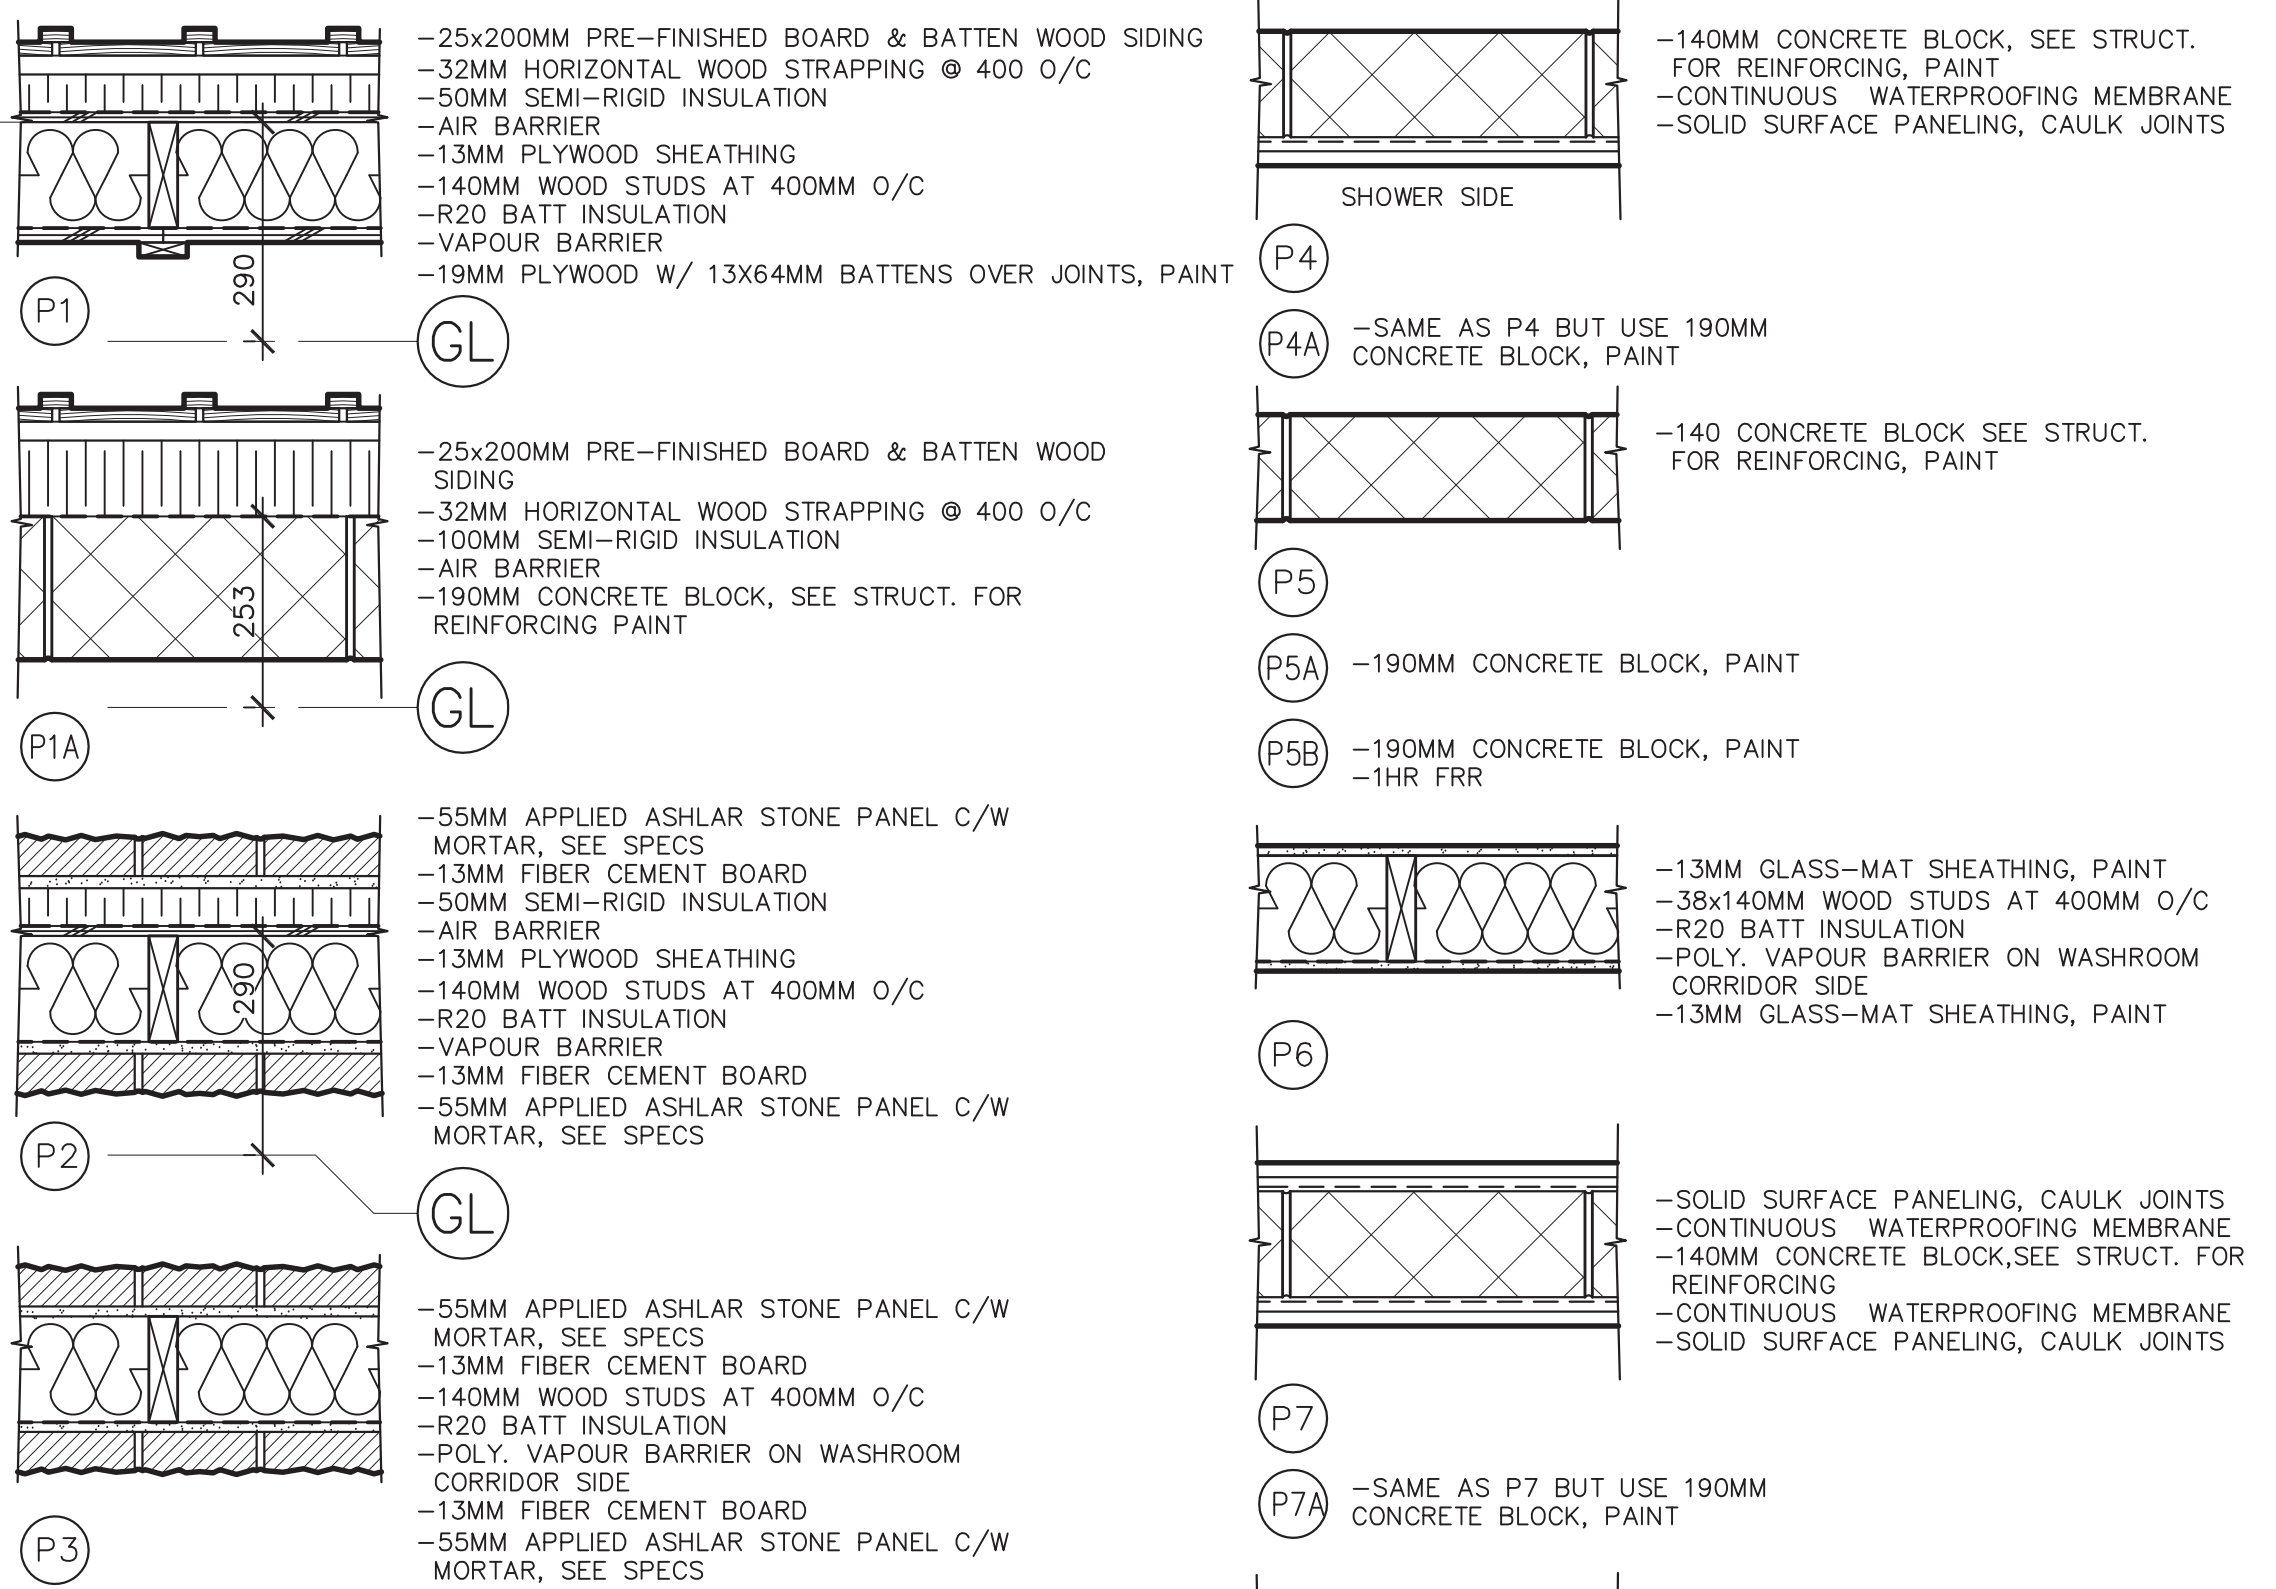 -25x200MM PRE-FINISHED BOARD & BATTEN WOOD SIDING
-32MM HORIZONTAL WOOD STRAPPING @ 400 O/C
-50MM SEMI-RIGID INSULATION
-AIR BARRIER
-13MM PLYWOOD SHEATHING
-140MM WOOD STUDS AT 400MM O/C
-R20 BATT INSULATION
-VAPOUR BARRIER
-19MM PLYWOOD W/ 13X64MM BATTENS OVER JOINTS, PAINT
290
P1
GL
-25x200MM PRE-FINISHED BOARD & BATTEN WOOD
SIDING
-32MM HORIZONTAL WOOD STRAPPING @ 400 O/C
-100MM SEMI-RIGID INSULATION
-AIR BARRIER
-190MM CONCRETE BLOCK, SEE STRUCT. FOR
REINFORCING PAINT
253
GL
P1A
-55MM APPLIED ASHLAR STONE PANEL C/W
MORTAR, SEE SPECS
-13MM FIBER CEMENT BOARD
-50MM SEMI-RIGID INSULATION
-AIR BARRIER
-13MM PLYWOOD SHEATHING
-140MM WOOD STUDS AT 400MM O/C
-R20 BATT INSULATION
-VAPOUR BARRIER
-13MM FIBER CEMENT BOARD
-55MM APPLIED ASHLAR STONE PANEL C/W
MORTAR, SEE SPECS
290
P2
GL
-55MM APPLIED ASHLAR STONE PANEL C/W
MORTAR, SEE SPECS
-13MM FIBER CEMENT BOARD
-140MM WOOD STUDS AT 400MM O/C
-R20 BATT INSULATION
-POLY. VAPOUR BARRIER ON WASHROOM
CORRIDOR SIDE
-13MM FIBER CEMENT BOARD
-55MM APPLIED ASHLAR STONE PANEL C/W
MORTAR, SEE SPECS
P3
-140MM CONCRETE BLOCK, SEE STRUCT.
FOR REINFORCING, PAINT
-CONTINUOUS WATERPROOFING MEMBRANE
-SOLID SURFACE PANELING, CAULK JOINTS
SHOWER SIDE
P4
P4A
-SAME AS P4 BUT USE 190MM
CONCRETE BLOCK, PAINT
-140 CONCRETE BLOCK SEE STRUCT.
FOR REINFORCING, PAINT
P5
P5A
-190MM CONCRETE BLOCK, PAINT
P5B
-190MM CONCRETE BLOCK, PAINT
-1HR FRR
-13MM GLASS-MAT SHEATHING, PAINT
-38x140MM WOOD STUDS AT 400MM O/C
-R20 BATT INSULATION
-POLY. VAPOUR BARRIER ON WASHROOM
CORRIDOR SIDE
-13MM GLASS-MAT SHEATHING, PAINT
P6
-SOLID SURFACE PANELING, CAULK JOINTS
-CONTINUOUS WATERPROOFING MEMBRANE
-140MM CONCRETE BLOCK,SEE STRUCT. FOR
REINFORCING
-CONTINUOUS WATERPROOFING MEMBRANE
-SOLID SURFACE PANELING, CAULK JOINTS
P7
P7A
-SAME AS P7 BUT USE 190MM
CONCRETE BLOCK, PAINT